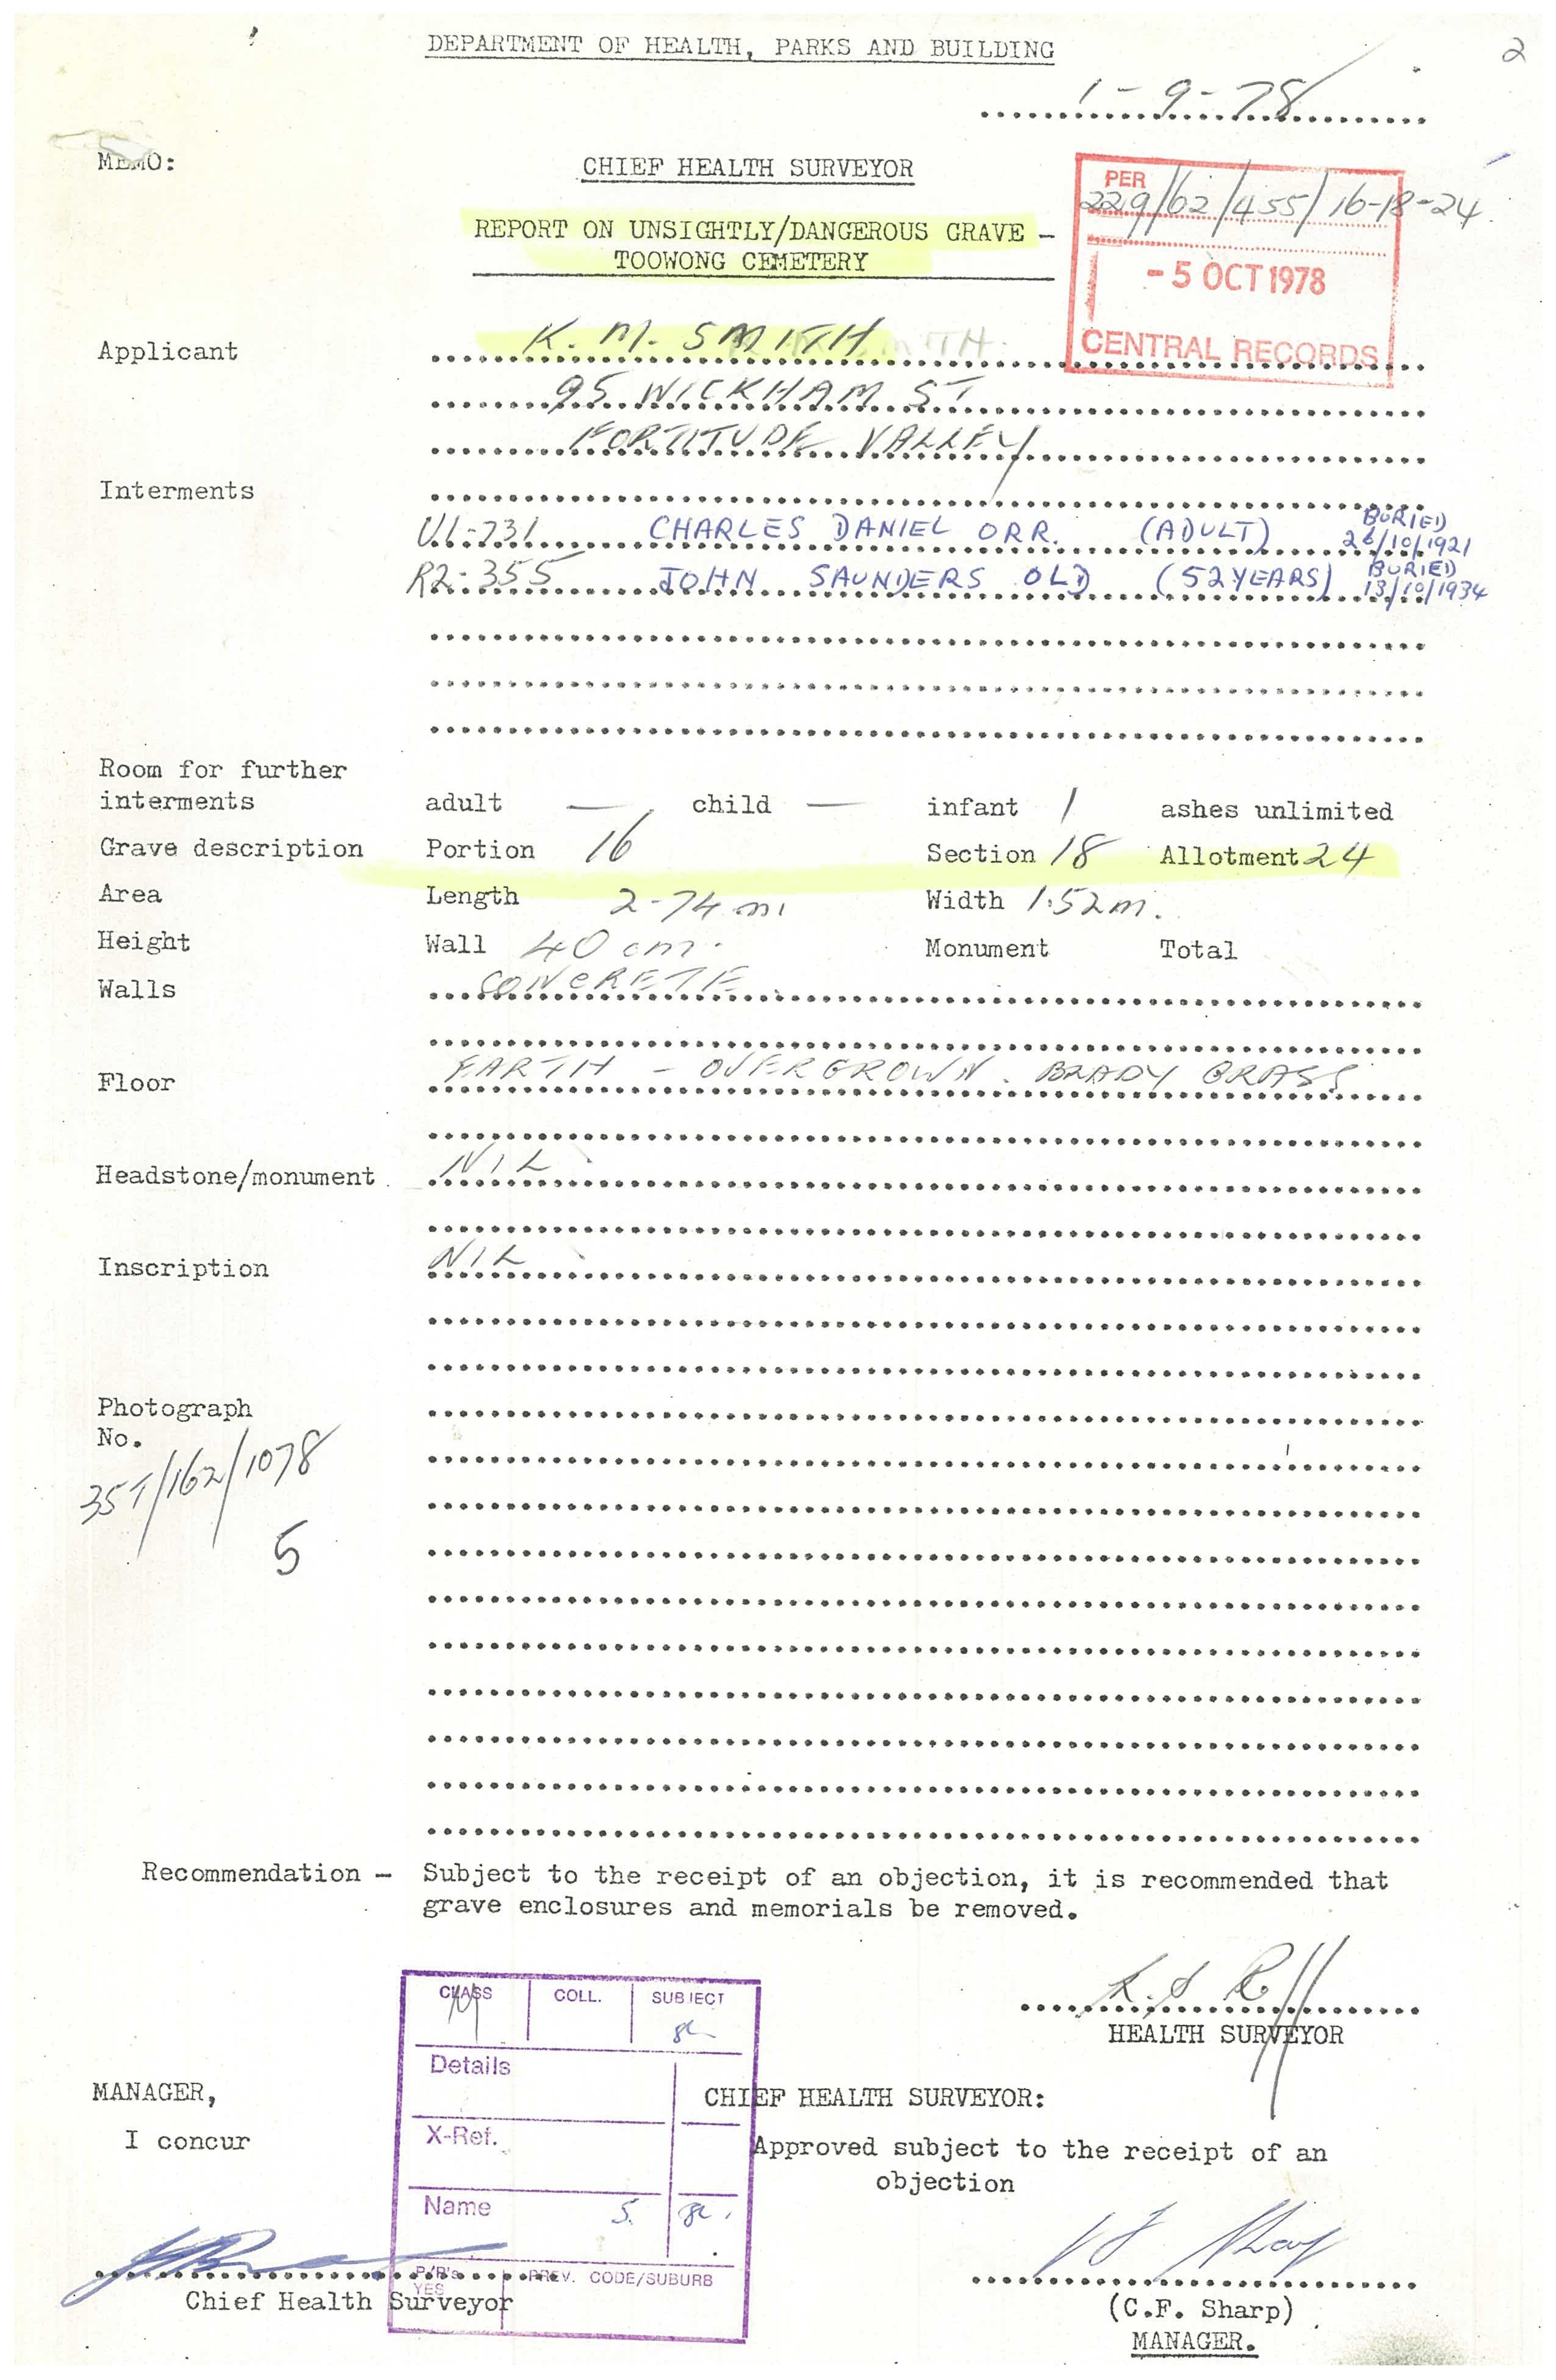 2
DEPARTMENT OF HEALTH, PARKS AND BUILDING
1-9-78
MEMO:
CHIEF HEALTH SURVEYOR
PER
229/62/455/16-18-24
REPORT ON UNSIGHTLY/DANGEROUS GRAVE -
TOOWONG CEMETERY
- 5 OCT 1978
CENTRAL RECORDS
Applicant K. M. SMITH
95 WICKHAM ST
FORTITUDE VALLEY
Interments
U1-731 CHARLES DANIEL ORR. (ADULT) BURIED 26/10/1921
R2-355 JOHN SAUNDERS OLD (52 YEARS) BURIED 13/10/1934
Room for further
interments adult — child — infant 1 ashes unlimited
Grave description Portion 16 Section 18 Allotment 24
Area Length 2-74 m Width 1.52m.
Height Wall 40 cm. Monument Total
Walls CONCRETE
Floor EARTH - OVERGROWN. BRADY GRASS
Headstone/monument. NIL
Inscription NIL
Photograph
No.
351/162/1078
5
Recommendation - Subject to the receipt of an objection, it is recommended that
grave enclosures and memorials be removed.
HEALTH SURVEYOR
CLASS COLL. SUBJECT
Details
X-Ref.
Name 5.
P/R's PREV. CODE/SUBURB
YES
MANAGER,
I concur
Chief Health Surveyor
CHIEF HEALTH SURVEYOR:
Approved subject to the receipt of an
objection
(C.F. Sharp)
MANAGER.